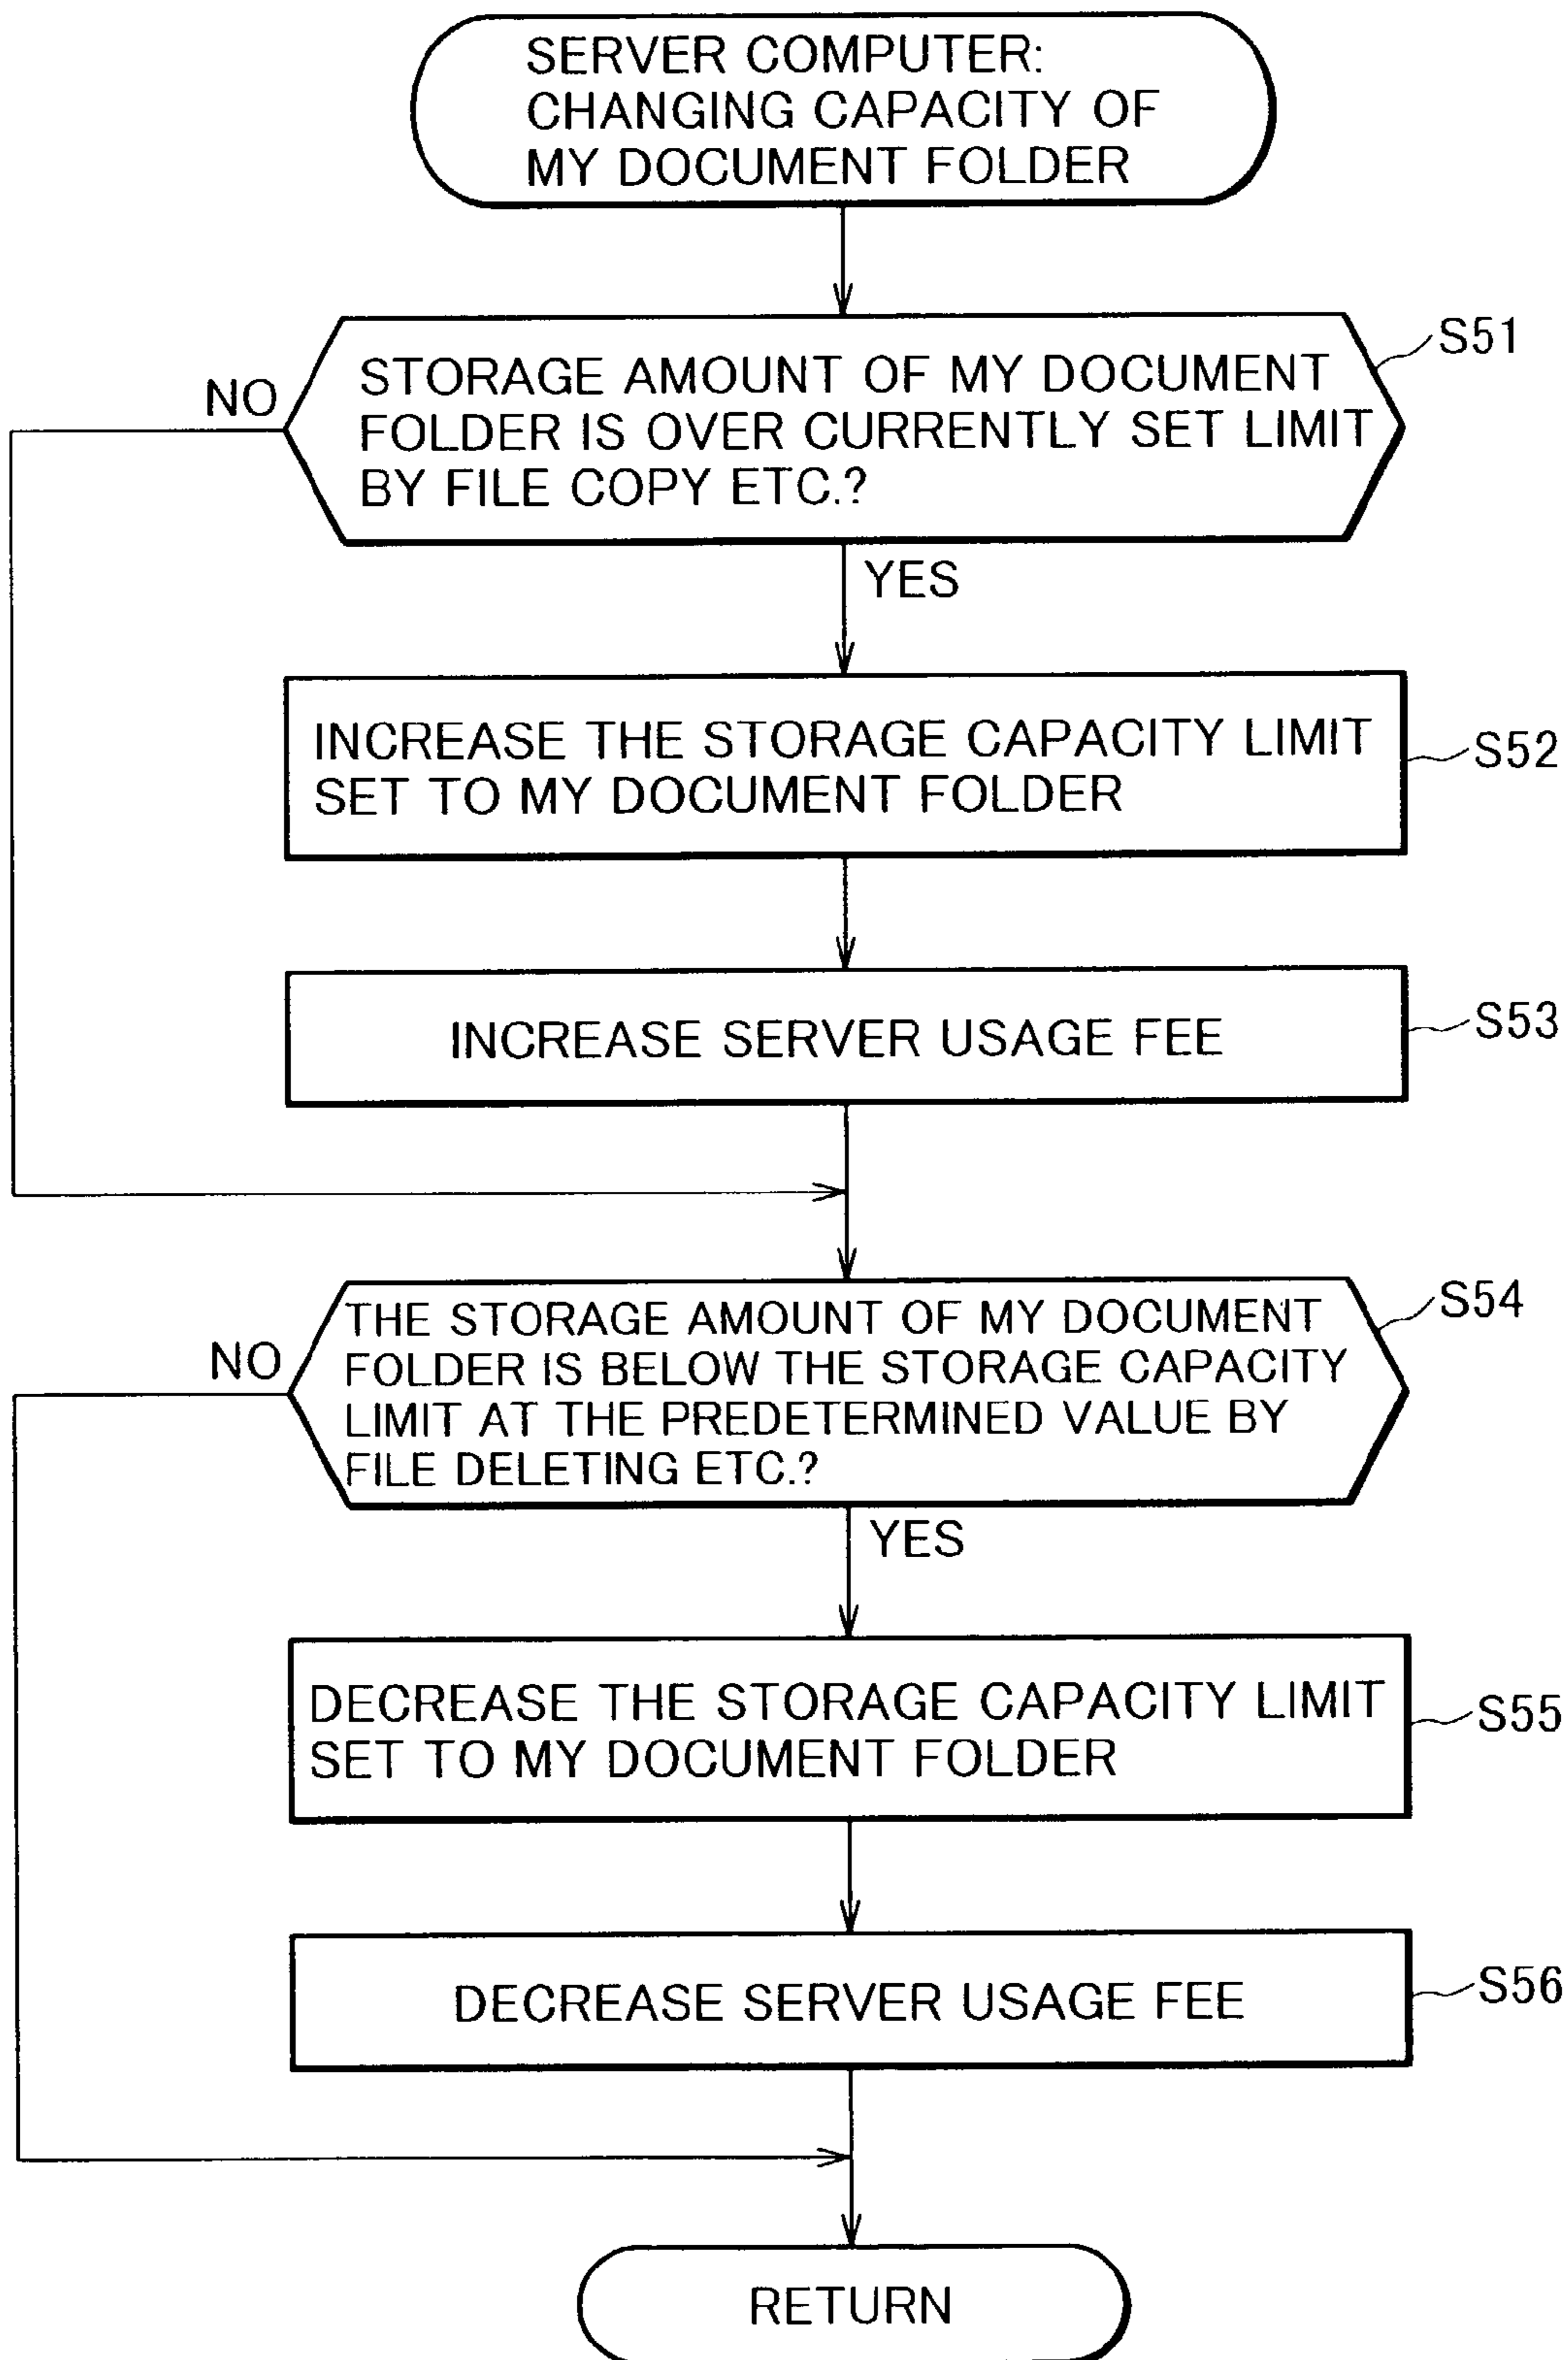 SERVER COMPUTER:
CHANGING CAPACITY OF
MY DOCUMENT FOLDER
S51
NO
STORAGE AMOUNT OF MY DOCUMENT
FOLDER IS OVER CURRENTLY SET LIMIT
BY FILE COPY ETC.?
YES
INCREASE THE STORAGE CAPACITY LIMIT
SET TO MY DOCUMENT FOLDER
S52
INCREASE SERVER USAGE FEE
S53
S54
NO
THE STORAGE AMOUNT OF MY DOCUMENT
FOLDER IS BELOW THE STORAGE CAPACITY
LIMIT AT THE PREDETERMINED VALUE BY
FILE DELETING ETC.?
YES
DECREASE THE STORAGE CAPACITY LIMIT
SET TO MY DOCUMENT FOLDER
S55
DECREASE SERVER USAGE FEE
S56
RETURN